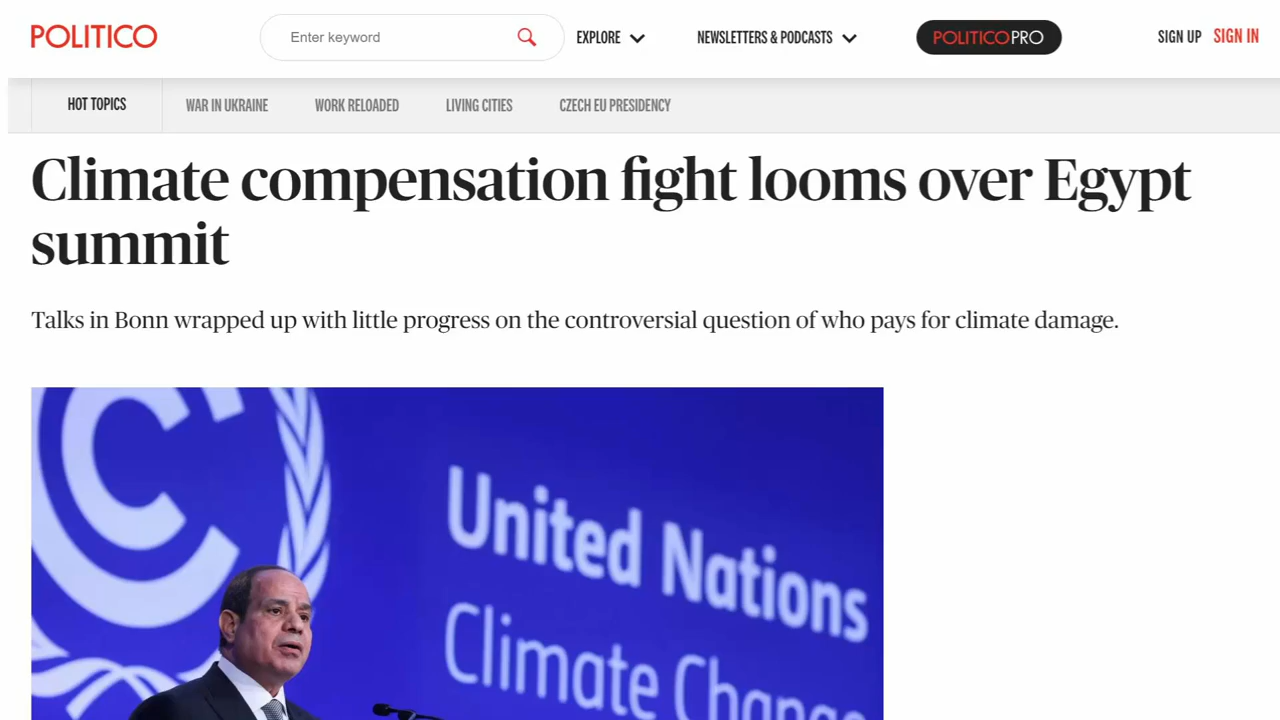 POLITICO
Enter keyword
EXPLORE
NEWSLETTERS & PODCASTS
POLITICOPRO
SIGN UP
SIGN IN
HOT TOPICS
WAR IN UKRAINE
WORK RELOADED
LIVING CITIES
CZECH EU PRESIDENCY
Climate compensation fight looms over Egypt
summit
Talks in Bonn wrapped up with little progress on the controversial question of who pays for climate damage.
United Nations
Climate Change